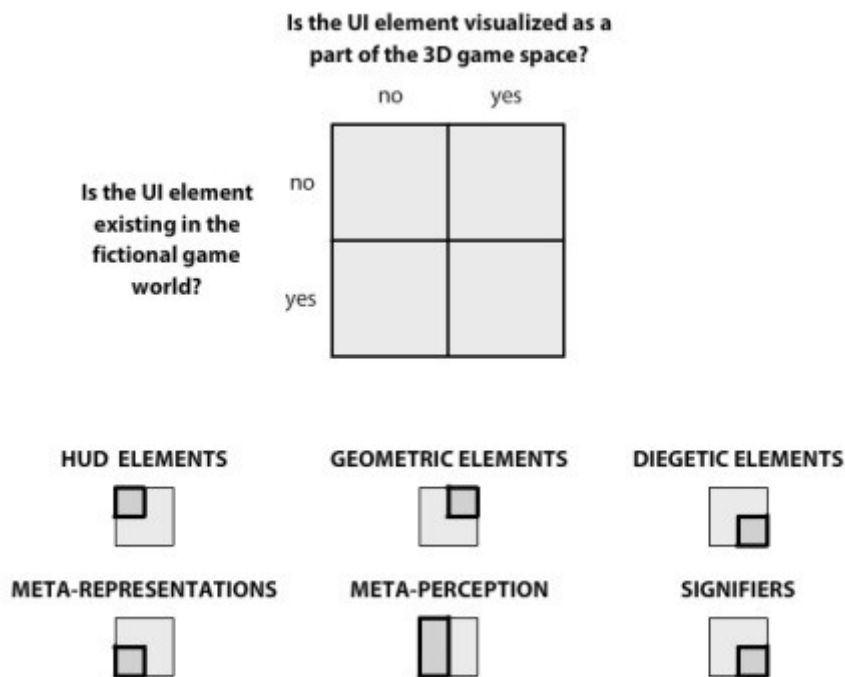 Is the UI element visualized as a
part of the 3D game space?
no yes
Is the UI element
existing in the
fictional game
world?
no
yes
HUD ELEMENTS GEOMETRIC ELEMENTS DIEGETIC ELEMENTS
META-REPRESENTATIONS META-PERCEPTION SIGNIFIERS